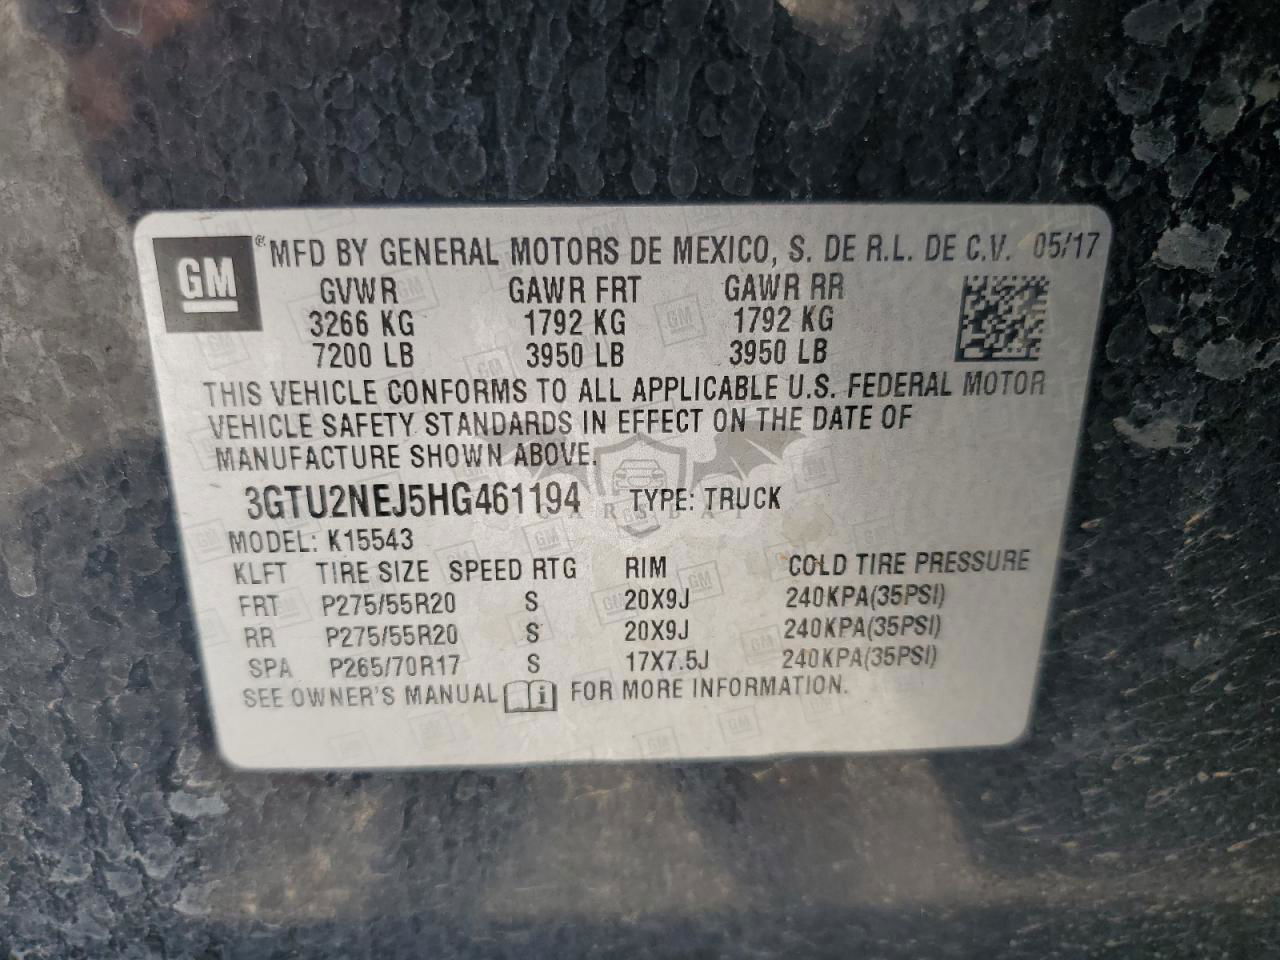 GM ® MFD BY GENERAL MOTORS DE MEXICO, S. DE R.L. DE C.V. 05/17
GVWR GAWR FRT GAWR RR
3266 KG 1792 KG 1792 KG
7200 LB 3950 LB 3950 LB
THIS VEHICLE CONFORMS TO ALL APPLICABLE U.S. FEDERAL MOTOR
VEHICLE SAFETY STANDARDS IN EFFECT ON THE DATE OF
MANUFACTURE SHOWN ABOVE.
3GTU2NEJ5HG461194 TYPE: TRUCK
MODEL: K15543
KLFT TIRE SIZE SPEED RTG RIM COLD TIRE PRESSURE
FRT P275/55R20 S 20X9J 240KPA(35PSI)
RR P275/55R20 S 20X9J 240KPA(35PSI)
SPA P265/70R17 S 17X7.5J 240KPA(35PSI)
SEE OWNER'S MANUAL i FOR MORE INFORMATION.